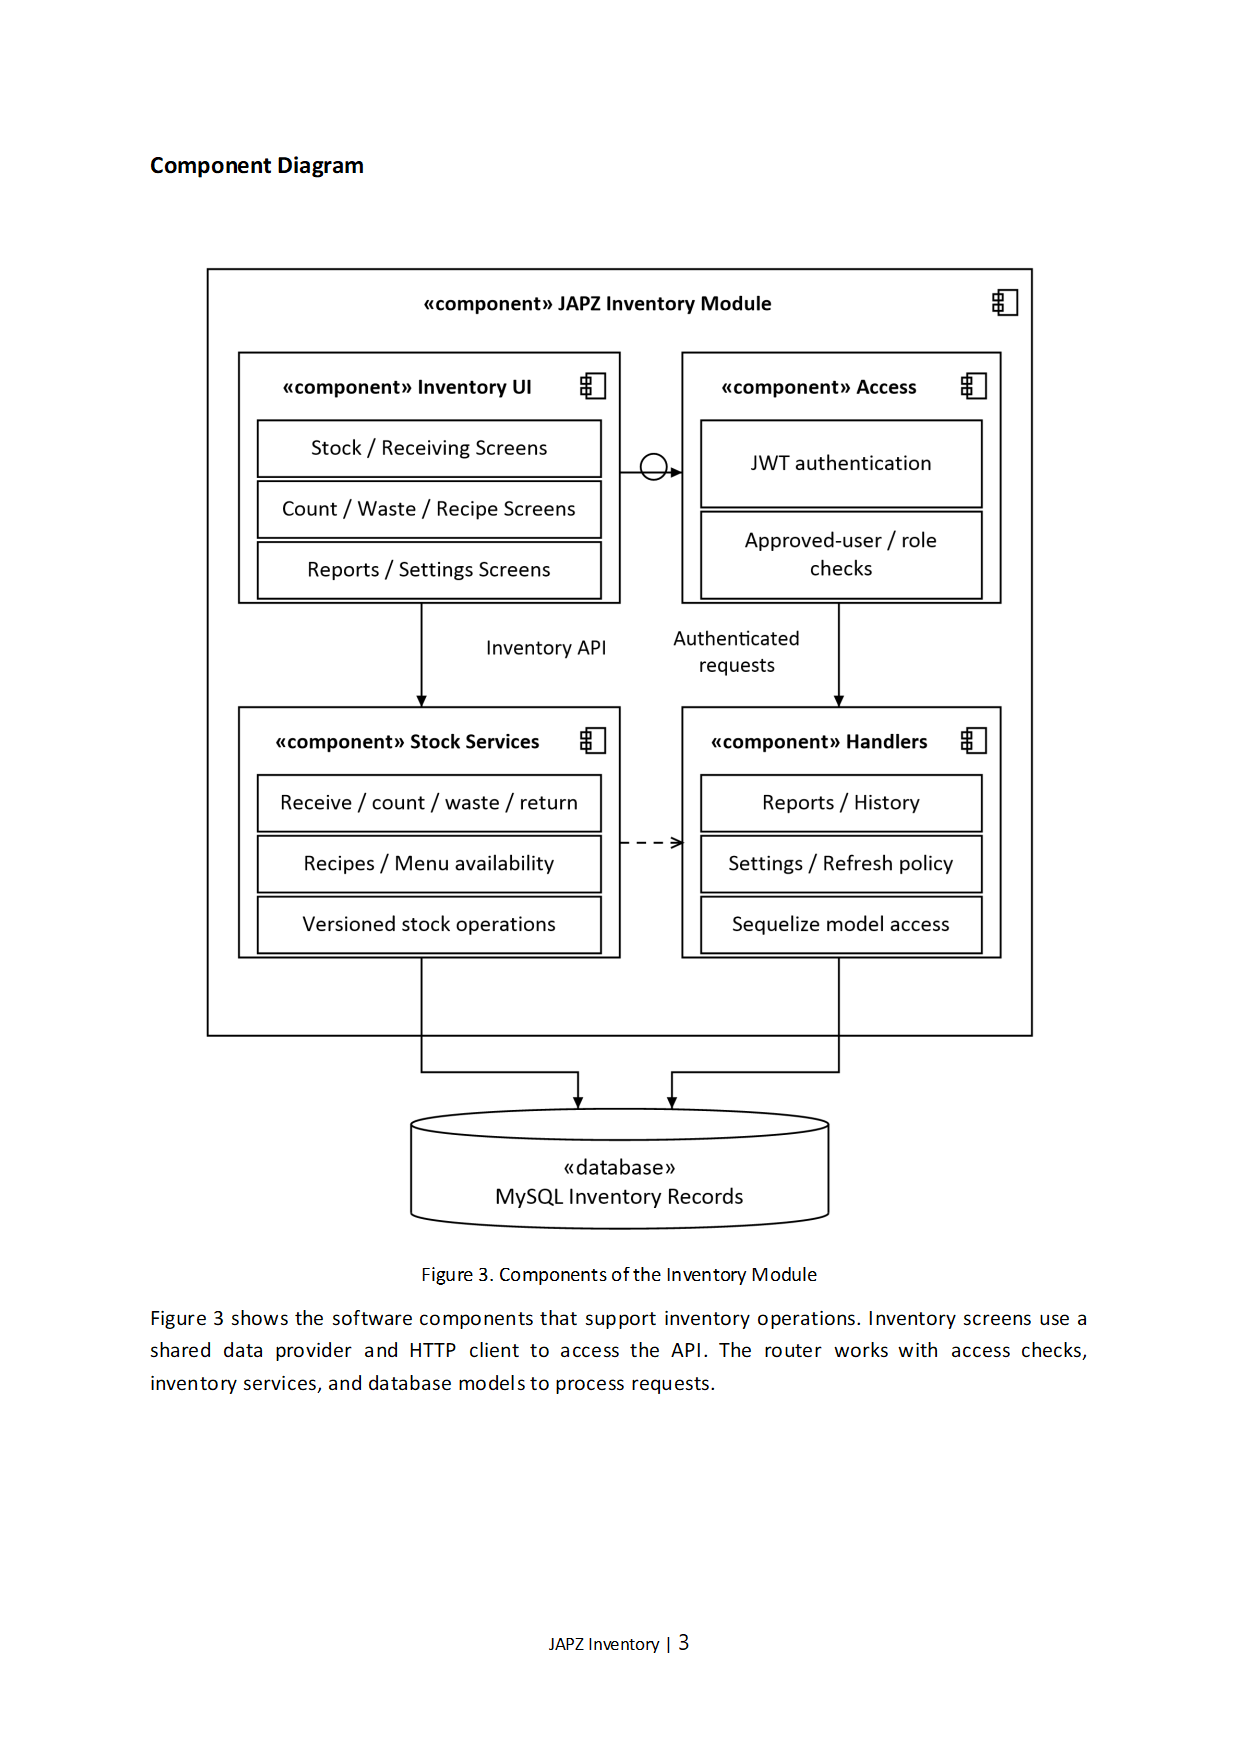 Component Diagram
«component» JAPZ Inventory Module
«component» Inventory UI
Stock / Receiving Screens
Count / Waste / Recipe Screens
Reports / Settings Screens
«component» Access
JWT authentication
Approved-user / role
checks
Inventory API
Authenticated
requests
«component» Stock Services
Receive / count / waste / return
Recipes / Menu availability
Versioned stock operations
«component» Handlers
Reports / History
Settings / Refresh policy
Sequelize model access
«database»
MySQL Inventory Records
Figure 3. Components of the Inventory Module
Figure 3 shows the software components that support inventory operations. Inventory screens use a
shared data provider and HTTP client to access the API. The router works with access checks,
inventory services, and database models to process requests.
JAPZ Inventory | 3